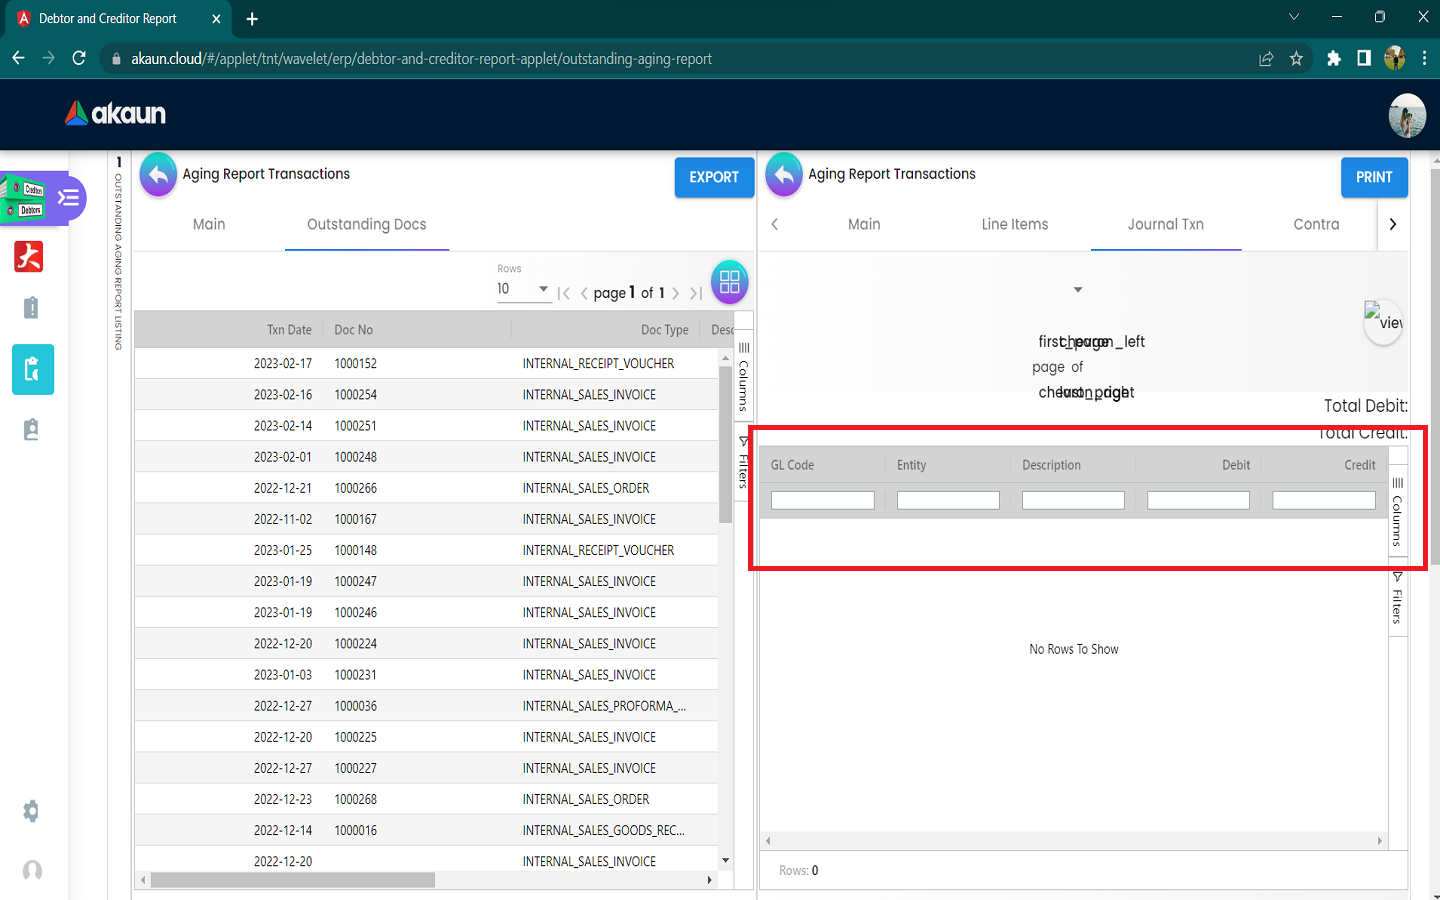 Debtor and Creditor Report
akaun.cloud/#/applet/tnt/wavelet/erp/debtor-and-creditor-report-applet/outstanding-aging-report
akaun
Creditors
Debtors
1
OUTSTANDING AGING REPORT LISTING
Aging Report Transactions
EXPORT
Main
Outstanding Docs
Rows
10
page 1 of 1
Txn Date Doc No Doc Type Desc
2023-02-17 1000152 INTERNAL_RECEIPT_VOUCHER
2023-02-16 1000254 INTERNAL_SALES_INVOICE
2023-02-14 1000251 INTERNAL_SALES_INVOICE
2023-02-01 1000248 INTERNAL_SALES_INVOICE
2022-12-21 1000266 INTERNAL_SALES_ORDER
2022-11-02 1000167 INTERNAL_SALES_INVOICE
2023-01-25 1000148 INTERNAL_RECEIPT_VOUCHER
2023-01-19 1000247 INTERNAL_SALES_INVOICE
2023-01-19 1000246 INTERNAL_SALES_INVOICE
2022-12-20 1000224 INTERNAL_SALES_INVOICE
2023-01-03 1000231 INTERNAL_SALES_INVOICE
2022-12-27 1000036 INTERNAL_SALES_PROFORMA_...
2022-12-20 1000225 INTERNAL_SALES_INVOICE
2022-12-27 1000227 INTERNAL_SALES_INVOICE
2022-12-23 1000268 INTERNAL_SALES_ORDER
2022-12-14 1000016 INTERNAL_SALES_GOODS_REC...
2022-12-20 INTERNAL_SALES_INVOICE
Columns
Filters
Aging Report Transactions
PRINT
Main
Line Items
Journal Txn
Contra
view
first_page chevron_left
page of
chevron_right last_page
Total Debit:
Total Credit:
GL Code Entity Description Debit Credit
Columns
Filters
No Rows To Show
Rows: 0